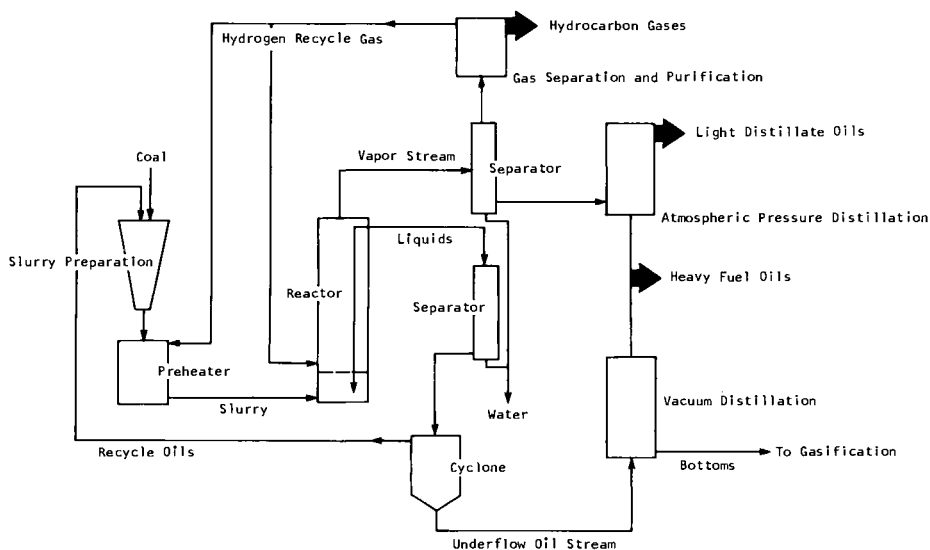 Hydrocarbon Gases
Hydrogen Recycle Gas
Gas Separation and Purification
Light Distillate Oils
Coal
Vapor Stream
Separator
Atmospheric Pressure Distillation
Liquids
Slurry Preparation
Heavy Fuel Oils
Reactor
Separator
Preheater
Vacuum Distillation
Slurry
Water
Recycle Oils
To Gasification
Cyclone
Bottoms
Underflow Oil Stream